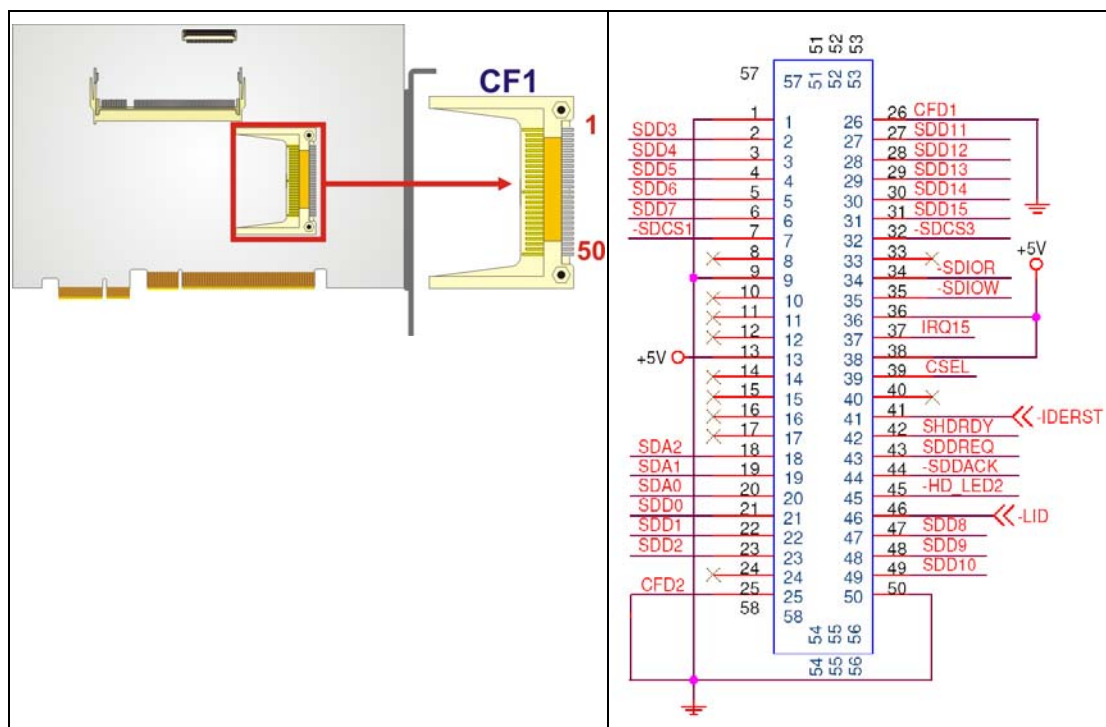 CF1
1
50
51 52 53
57 57 51 52 53
1 1 26 26 CFD1
SDD3 2 2 27 27 SDD11
SDD4 3 3 28 28 SDD12
SDD5 4 4 29 29 SDD13
SDD6 5 5 30 30 SDD14
SDD7 6 6 31 31 SDD15
-SDCS1 7 7 32 32 -SDCS3
8 8 33 33 +5V
9 9 34 34 -SDIOR
10 10 35 35 -SDIOW
11 11 36 36
12 12 37 37 IRQ15
+5V 13 13 38 38
14 14 39 39 CSEL
15 15 40 40
16 16 41 41 -IDERST
17 17 42 42 SHDRDY
SDA2 18 18 43 43 SDDREQ
SDA1 19 19 44 44 -SDDACK
SDA0 20 20 45 45 -HD_LED2
SDD0 21 21 46 46 -LID
SDD1 22 22 47 47 SDD8
SDD2 23 23 48 48 SDD9
24 24 49 49 SDD10
CFD2 25 25 50 50
58 58
54 55 56
54 55 56